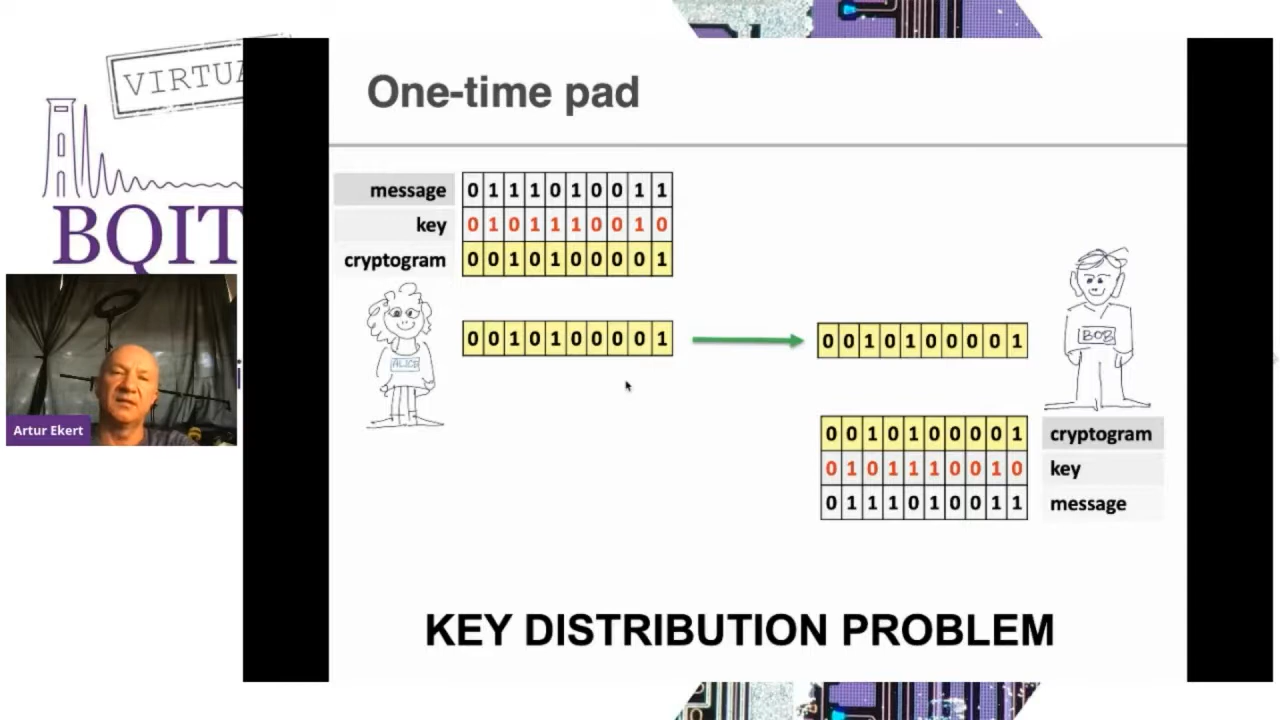 VIRTUA
BQIT
Artur Ekert
One-time pad
message 0 1 1 1 0 1 0 0 1 1
key 0 1 0 1 1 1 0 0 1 0
cryptogram 0 0 1 0 1 0 0 0 0 1
ALICE
0 0 1 0 1 0 0 0 0 1
0 0 1 0 1 0 0 0 0 1
BOB
0 0 1 0 1 0 0 0 0 1 cryptogram
0 1 0 1 1 1 0 0 1 0 key
0 1 1 1 0 1 0 0 1 1 message
KEY DISTRIBUTION PROBLEM